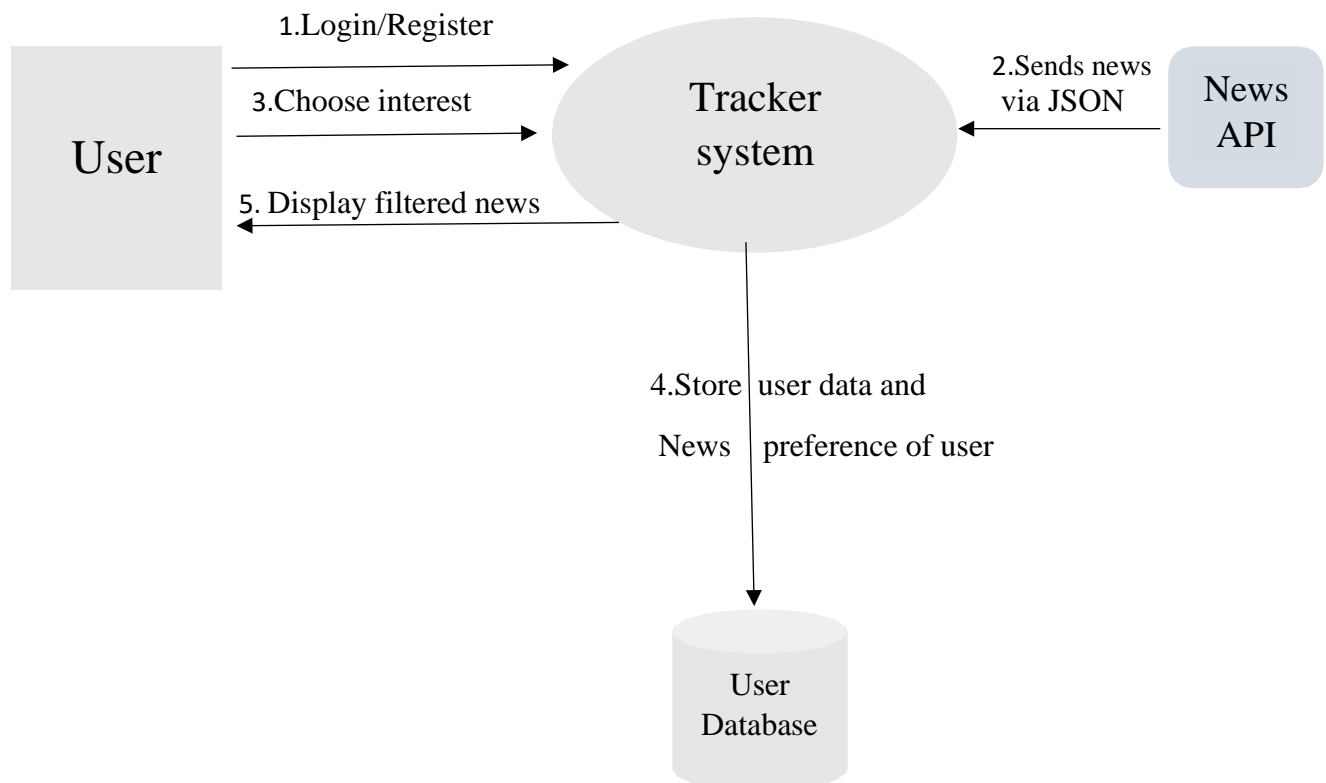 1.Login/Register
3.Choose interest
User
5. Display filtered news
Tracker
system
2.Sends news
via JSON
News
API
4.Store user data and
News preference of user
User
Database